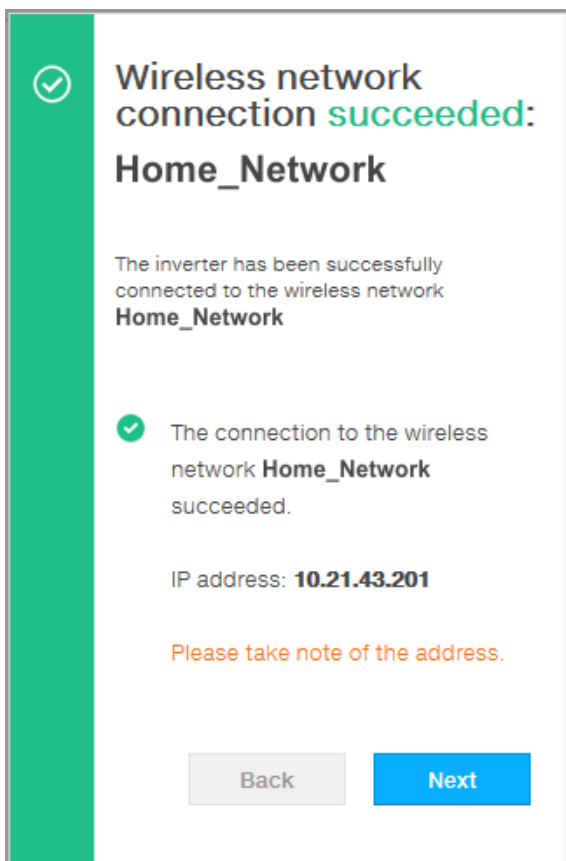 Wireless network
connection succeeded:
Home_Network
The inverter has been successfully
connected to the wireless network
Home_Network
The connection to the wireless
network Home_Network
succeeded.
IP address: 10.21.43.201
Please take note of the address.
Back
Next